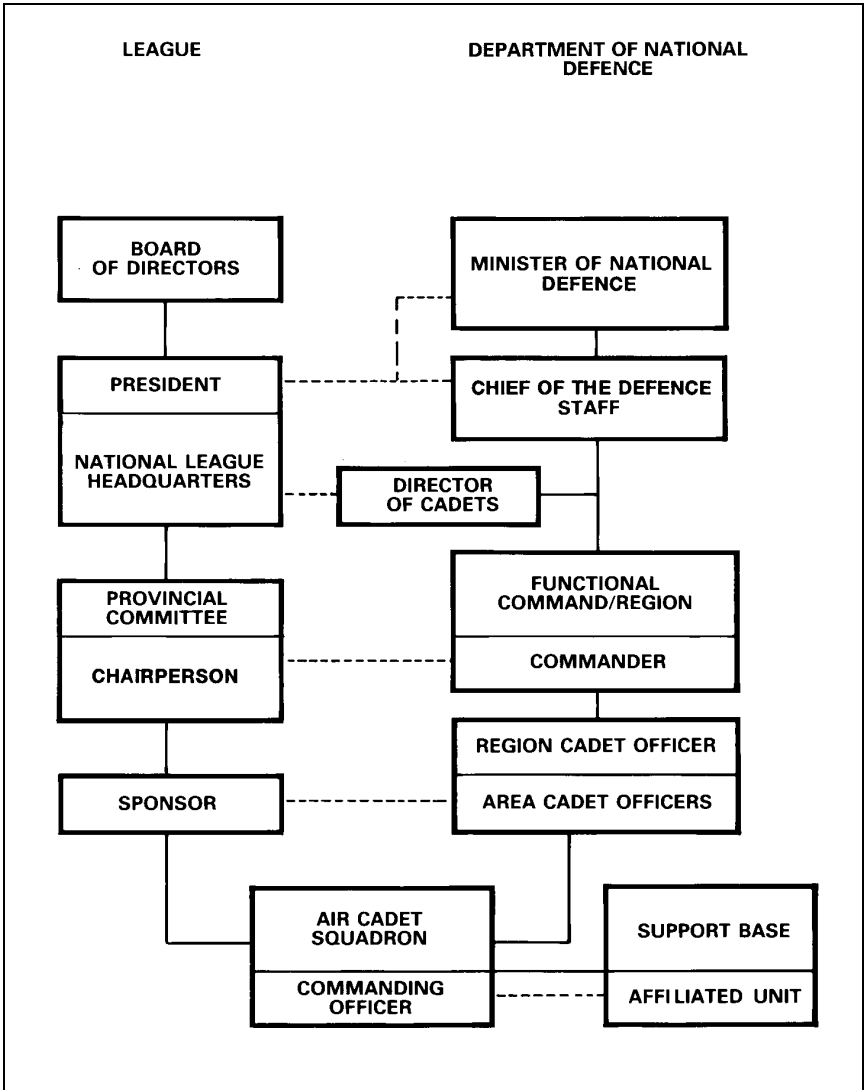 LEAGUE
DEPARTMENT OF NATIONAL
DEFENCE
BOARD
OF DIRECTORS
MINISTER OF NATIONAL
DEFENCE
PRESIDENT
CHIEF OF THE DEFENCE
STAFF
NATIONAL LEAGUE
HEADQUARTERS
DIRECTOR
OF CADETS
PROVINCIAL
COMMITTEE
FUNCTIONAL
COMMAND/REGION
CHAIRPERSON
COMMANDER
REGION CADET OFFICER
SPONSOR
AREA CADET OFFICERS
AIR CADET
SQUADRON
SUPPORT BASE
COMMANDING
OFFICER
AFFILIATED UNIT